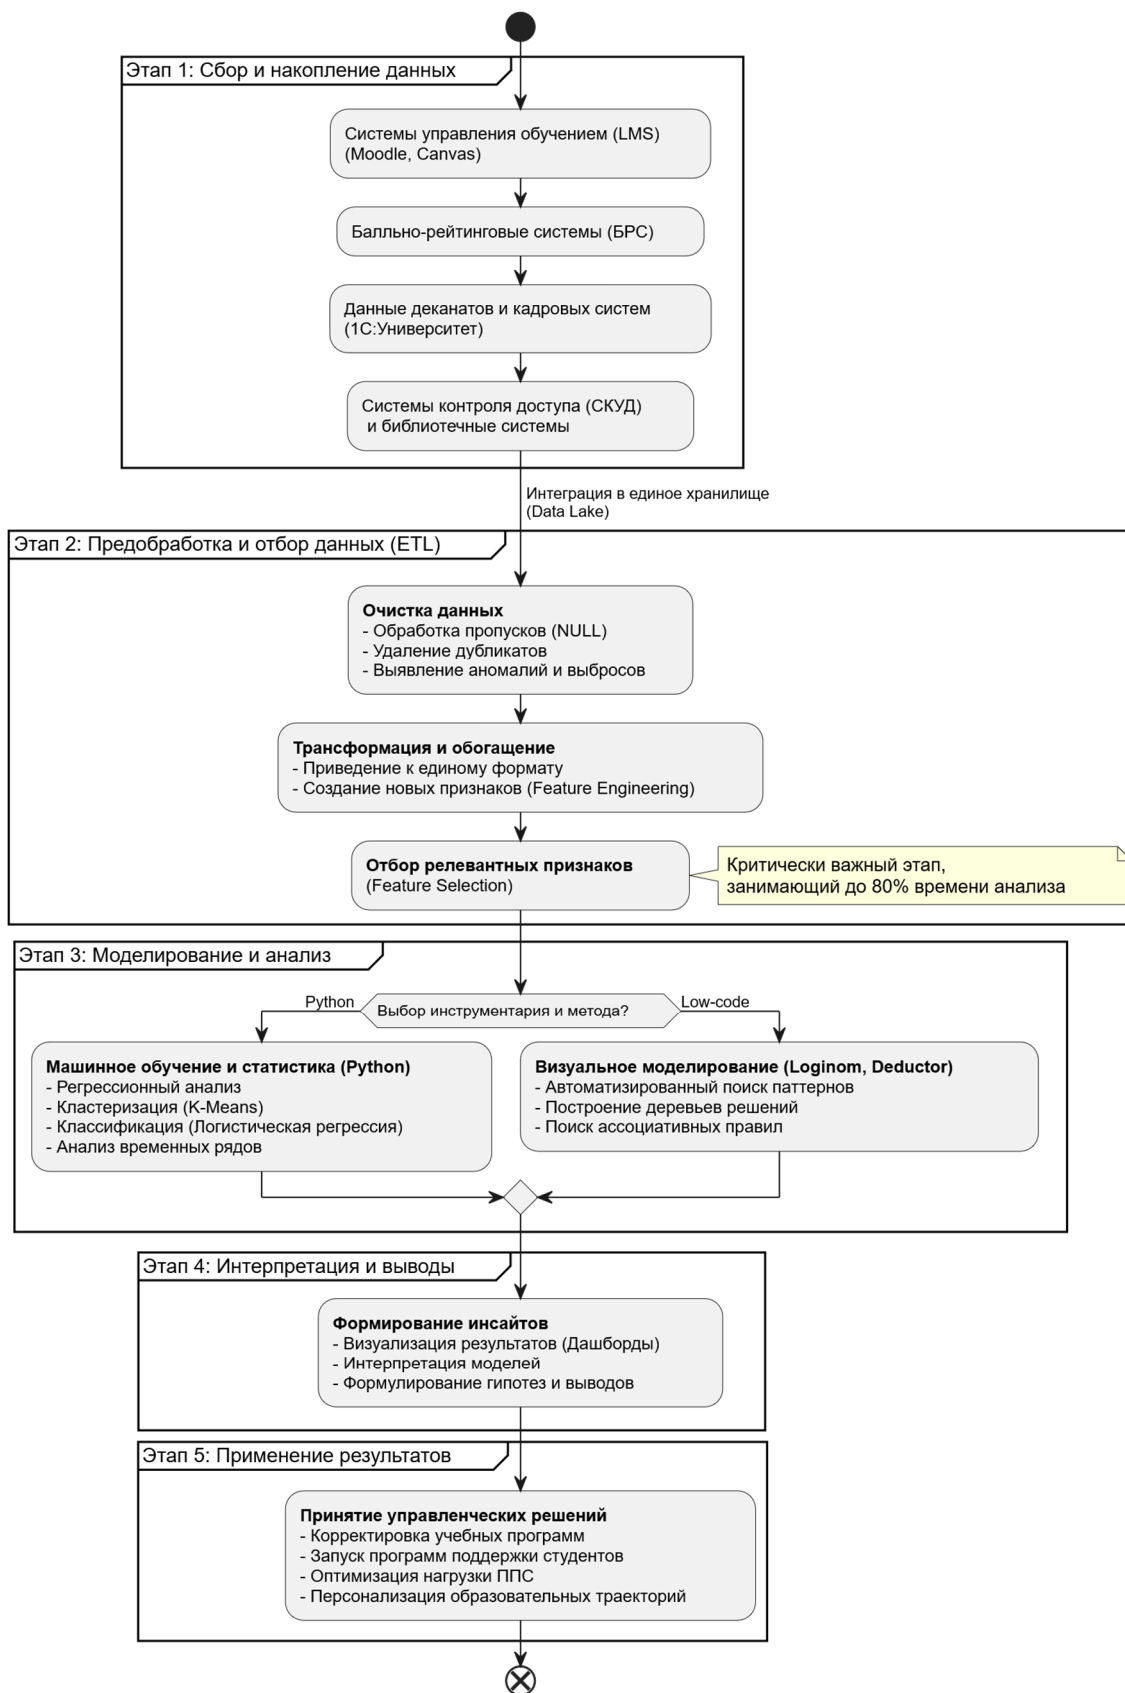 Этап 1: Сбор и накопление данных
Системы управления обучением (LMS)
(Moodle, Canvas)
Балльно-рейтинговые системы (БРС)
Данные деканатов и кадровых систем
(1С:Университет)
Системы контроля доступа (СКУД)
и библиотечные системы
Интеграция в единое хранилище
(Data Lake)
Этап 2: Предобработка и отбор данных (ETL)
Очистка данных
- Обработка пропусков (NULL)
- Удаление дубликатов
- Выявление аномалий и выбросов
Трансформация и обогащение
- Приведение к единому формату
- Создание новых признаков (Feature Engineering)
Отбор релевантных признаков
(Feature Selection)
Критически важный этап,
занимающий до 80% времени анализа
Этап 3: Моделирование и анализ
Python
Выбор инструментария и метода?
Low-code
Машинное обучение и статистика (Python)
- Регрессионный анализ
- Кластеризация (K-Means)
- Классификация (Логистическая регрессия)
- Анализ временных рядов
Визуальное моделирование (Loginom, Deductor)
- Автоматизированный поиск паттернов
- Построение деревьев решений
- Поиск ассоциативных правил
Этап 4: Интерпретация и выводы
Формирование инсайтов
- Визуализация результатов (Дашборды)
- Интерпретация моделей
- Формулирование гипотез и выводов
Этап 5: Применение результатов
Принятие управленческих решений
- Корректировка учебных программ
- Запуск программ поддержки студентов
- Оптимизация нагрузки ППС
- Персонализация образовательных траекторий